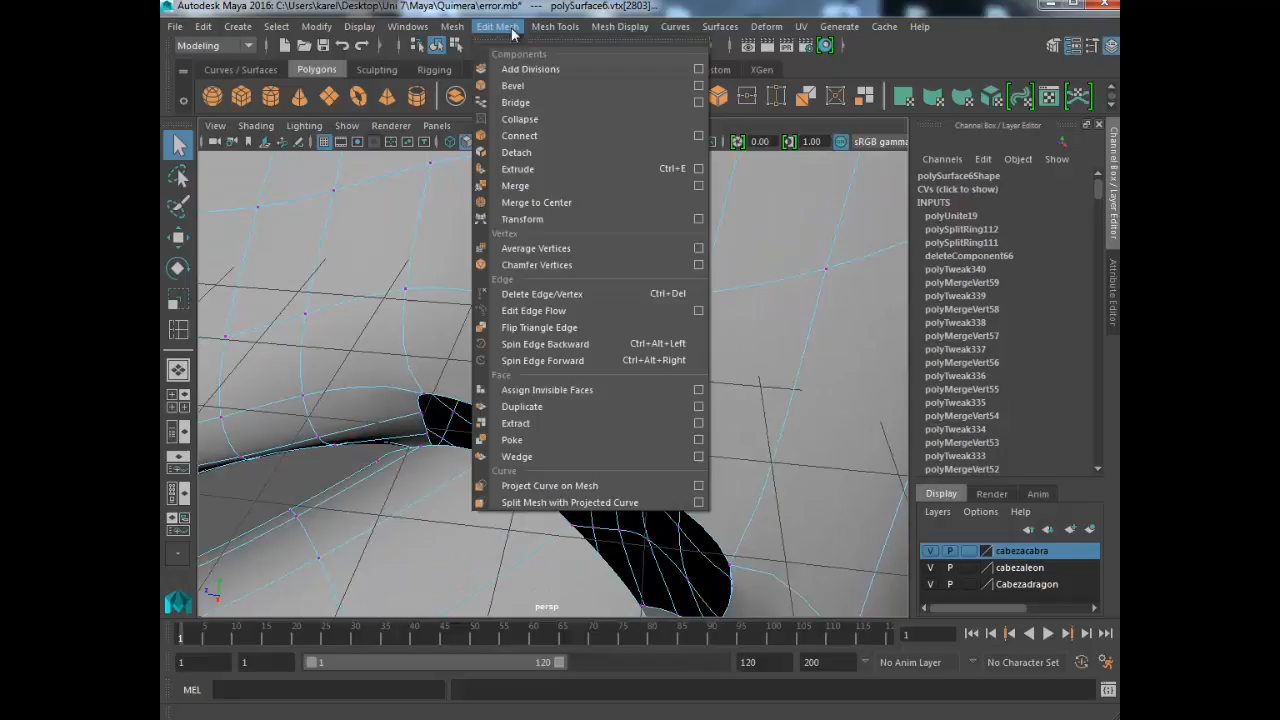 Autodesk Maya 2016: C:\Users\karel\Desktop\Uni 7\Maya\Quimera\error.mb* --- polySurface6.vtx[2803]...
File Edit Create Select Modify Display Windows Mesh Edit Mesh Mesh Tools Mesh Display Curves Surfaces Deform UV Generate Cache Help
Modeling
Curves / Surfaces Polygons Sculpting Rigging
stom XGen
View Shading Lighting Show Renderer Panels
0.00 1.00 sRGB gamma
Components
Add Divisions
Bevel
Bridge
Collapse
Connect
Detach
Extrude Ctrl+E
Merge
Merge to Center
Transform
Vertex
Average Vertices
Chamfer Vertices
Edge
Delete Edge/Vertex Ctrl+Del
Edit Edge Flow
Flip Triangle Edge
Spin Edge Backward Ctrl+Alt+Left
Spin Edge Forward Ctrl+Alt+Right
Face
Assign Invisible Faces
Duplicate
Extract
Poke
Wedge
Curve
Project Curve on Mesh
Split Mesh with Projected Curve
persp
Channel Box / Layer Editor
Channels Edit Object Show
polySurface6Shape
CVs (click to show)
INPUTS
polyUnite19
polySplitRing112
polySplitRing111
deleteComponent66
polyTweak340
polyMergeVert59
polyTweak339
polyMergeVert58
polyTweak338
polyMergeVert57
polyTweak337
polyMergeVert56
polyTweak336
polyMergeVert55
polyTweak335
polyMergeVert54
polyTweak334
polyMergeVert53
polyTweak333
polyMergeVert52
Display Render Anim
Layers Options Help
V P cabezacabra
V P cabezaleon
V P Cabezadragon
Channel Box / Layer Editor
Attribute Editor
1 5 10 15 20 25 30 35 40 45 50 55 60 65 70 75 80 85 90 95 100 105 110 115 12
1
1 1 1 120 120 200 No Anim Layer No Character Set
MEL